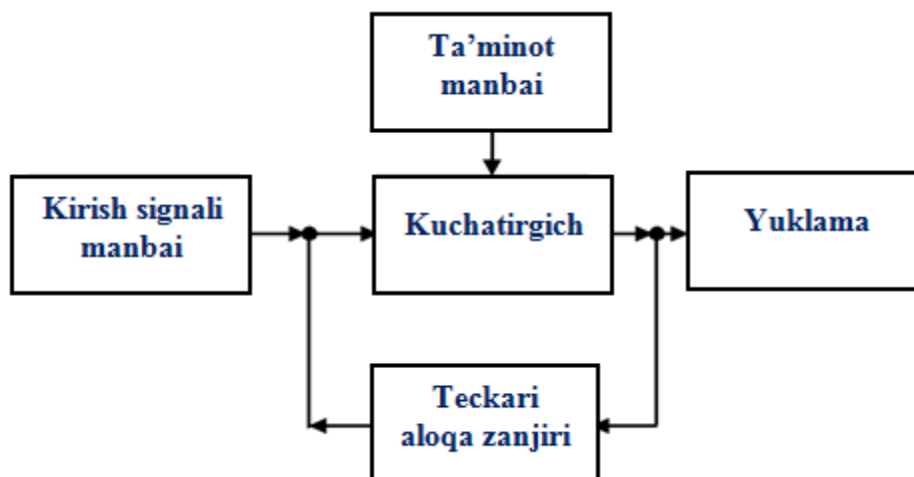 Ta’minot
manbai
Kirish signali
manbai
Kuchatirgich
Yuklama
Teckari
aloqa zanjiri